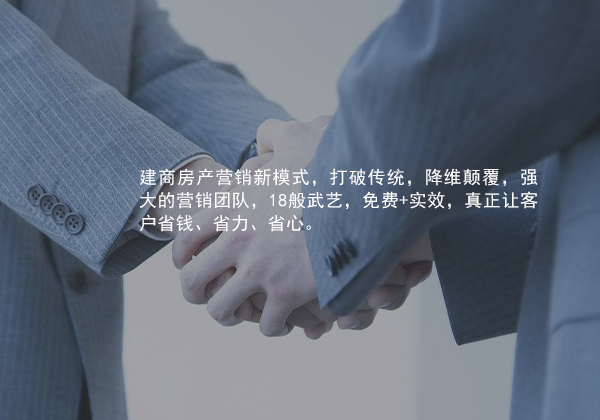 建商房产营销新模式，打破传统，降维颠覆，强
大的营销团队，18般武艺，免费+实效，真正让客
户省钱、省力、省心。